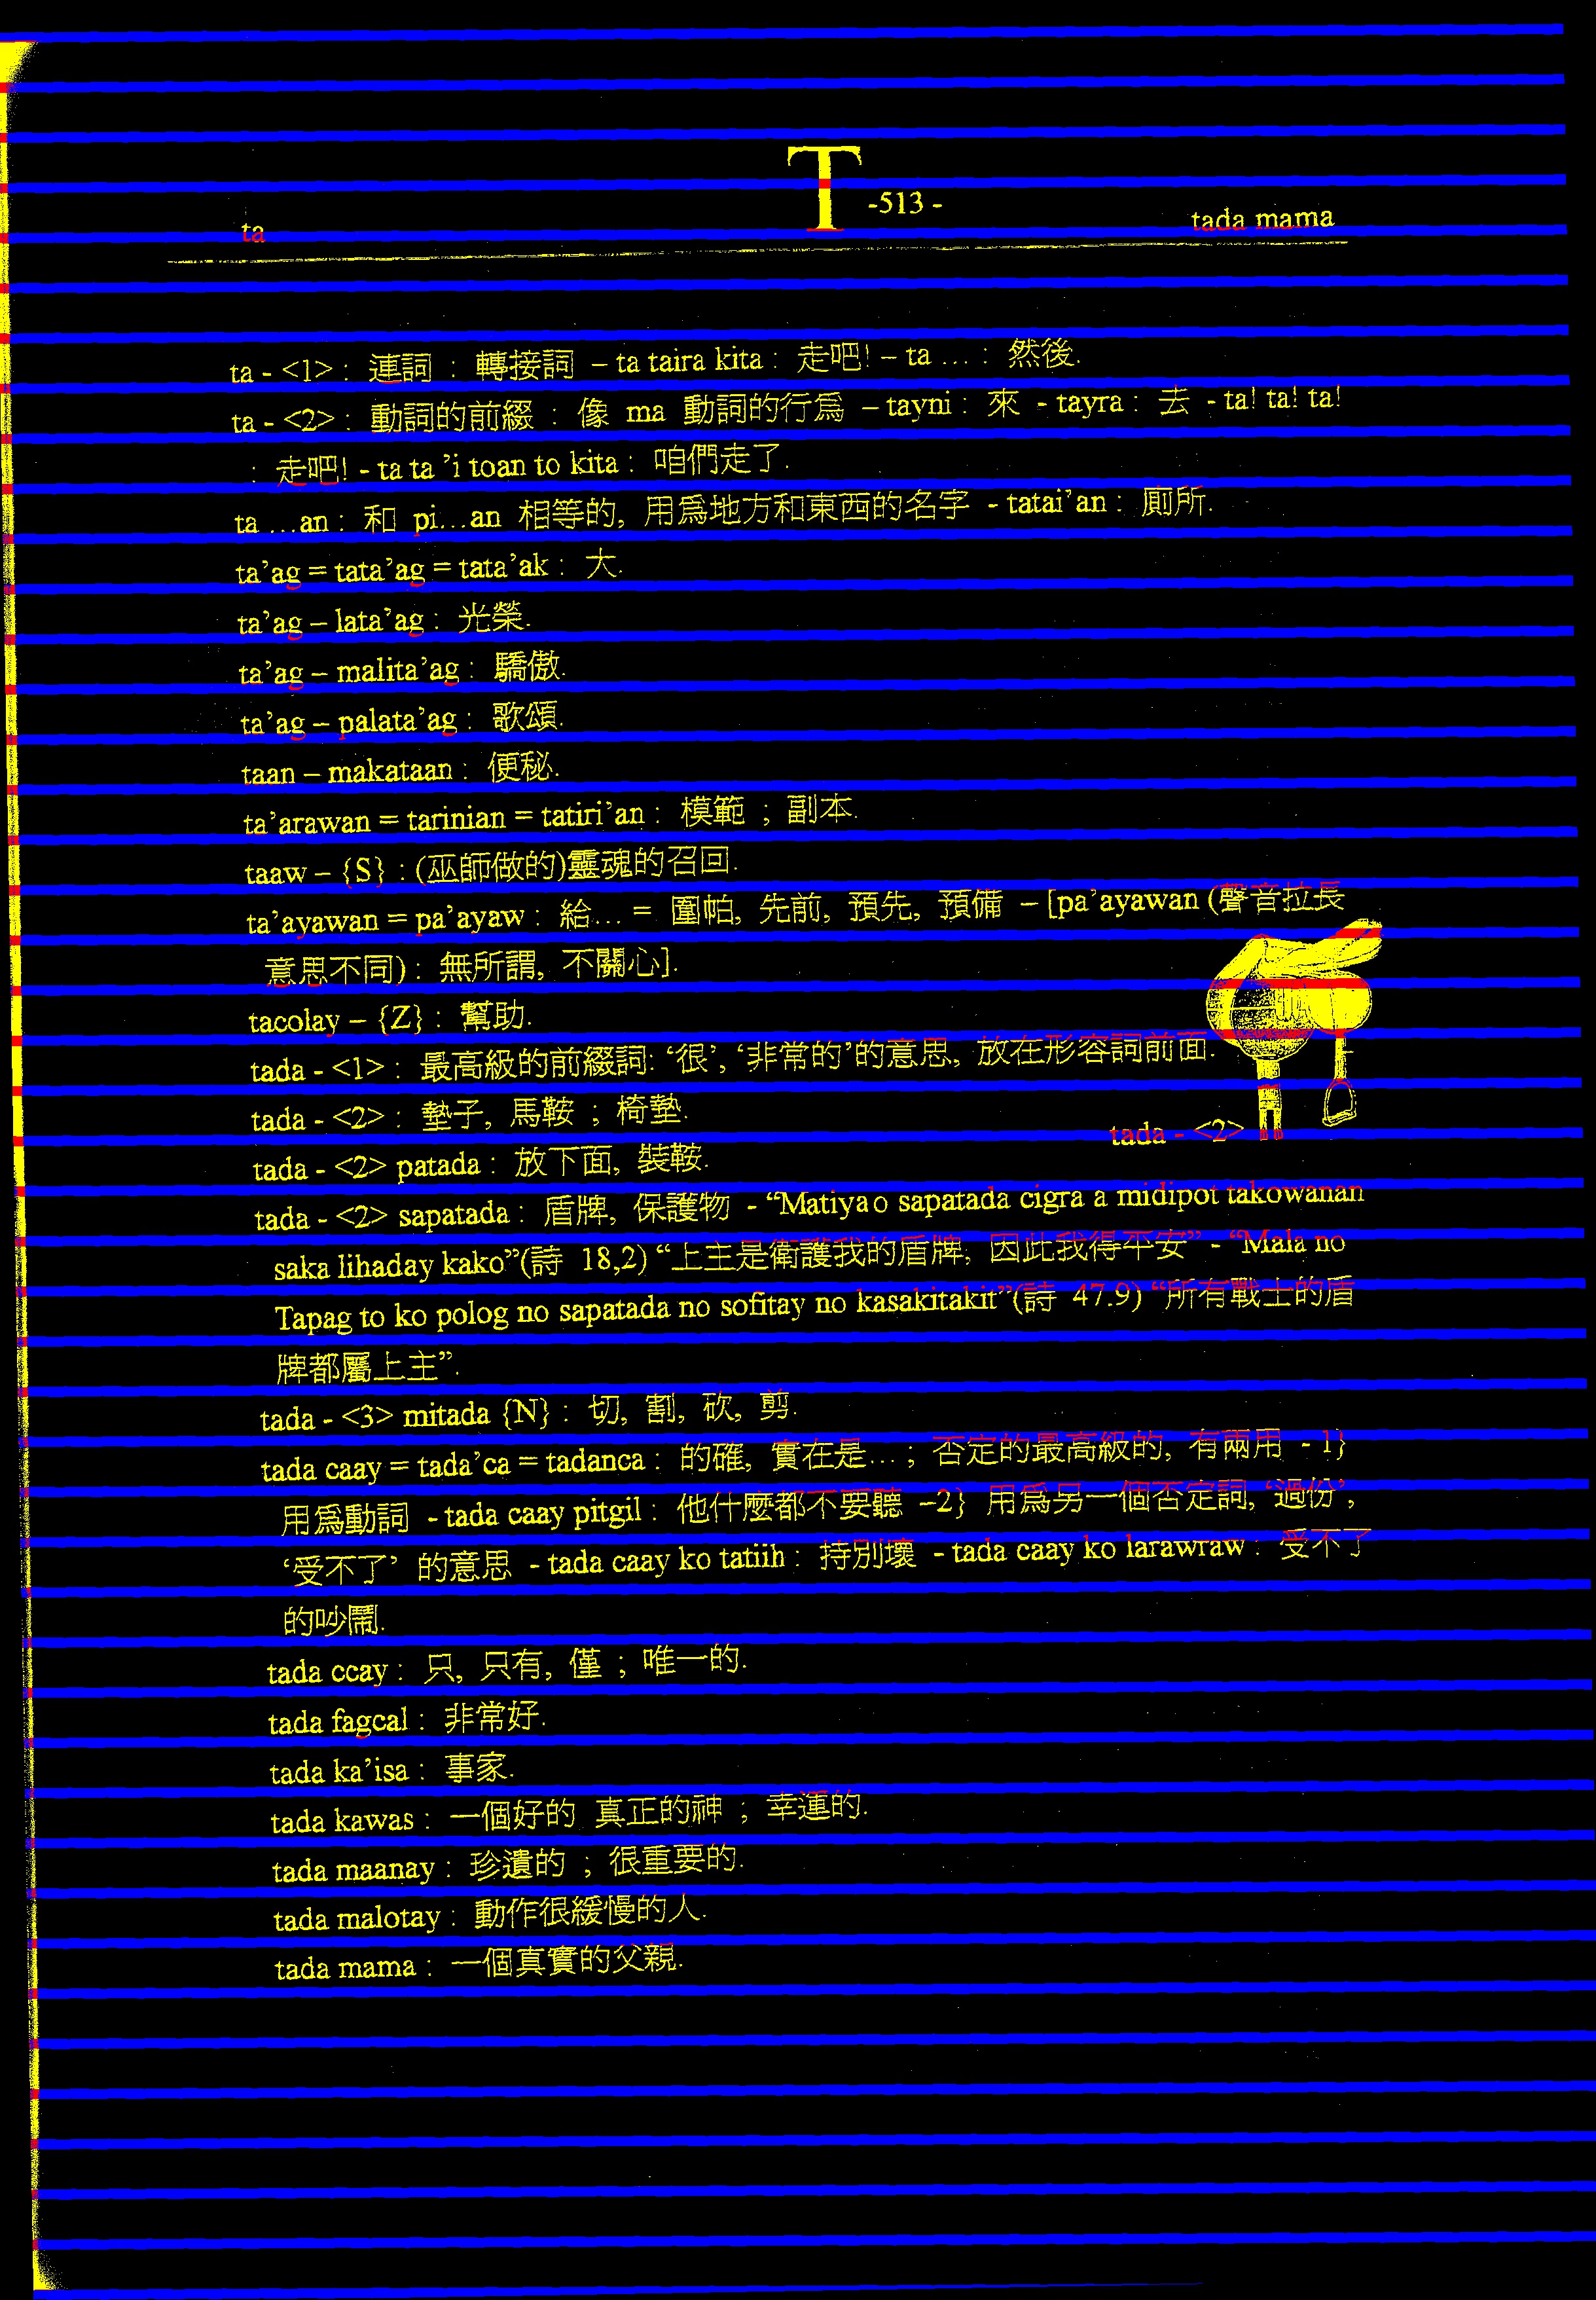 T -513 -
ta tada mama
ta - <1> : 連詞 : 轉接詞 – ta taira kita : 走吧! – ta ... : 然後.
ta - <2> : 動詞的前綴 : 像 ma 動詞的行爲 – tayni : 來 - tayra : 去 - ta! ta! ta!
: 走吧! - ta ta ’i toan to kita : 咱們走了.
ta ...an : 和 pi...an 相等的, 用爲地方和東西的名字 - tatai’an : 廁所.
ta’ag = tata’ag = tata’ak : 大.
ta’ag – lata’ag : 光榮.
ta’ag – malita’ag : 驕傲.
ta’ag – palata’ag : 歌頌.
taan – makataan : 便秘.
ta’arawan = tarinian = tatiri’an : 模範 ; 副本.
taaw – {S} : (巫師做的)靈魂的召回.
ta’ayawan = pa’ayaw : 給... = 圍帕, 先前, 預先, 預備 – [pa’ayawan (聲音拉長
意思不同) : 無所謂, 不關心].
tacolay – {Z} : 幫助.
tada - <1> : 最高級的前綴詞: ‘很’, ‘非常的’的意思, 放在形容詞前面.
tada - <2> : 墊子, 馬鞍 ; 椅墊.
tada - <2>
tada - <2> patada : 放下面, 裝鞍.
tada - <2> sapatada : 盾牌, 保護物 - “Matiya o sapatada cigra a midipot takowanan
saka lihaday kako”(詩 18,2) “上主是衛護我的盾牌, 因此我得平安” - “Mala no
Tapag to ko polog no sapatada no sofitay no kasakitakit”(詩 47.9) “所有戰士的盾
牌都屬上主”.
tada - <3> mitada {N} : 切, 割, 砍, 剪.
tada caay = tada’ca = tadanca : 的確, 實在是... ; 否定的最高級的, 有兩用 - 1}
用爲動詞 - tada caay pitgil : 他什麼都不要聽 –2} 用爲另一個否定詞, ‘過份’,
‘受不了’ 的意思 - tada caay ko tatiih : 持別壞 - tada caay ko larawraw : 受不了
的吵鬧.
tada ccay : 只, 只有, 僅 ; 唯一的.
tada fagcal : 非常好.
tada ka’isa : 事家.
tada kawas : 一個好的 真正的神 ; 幸運的.
tada maanay : 珍遺的 ; 很重要的.
tada malotay : 動作很緩慢的人.
tada mama : 一個真實的父親.